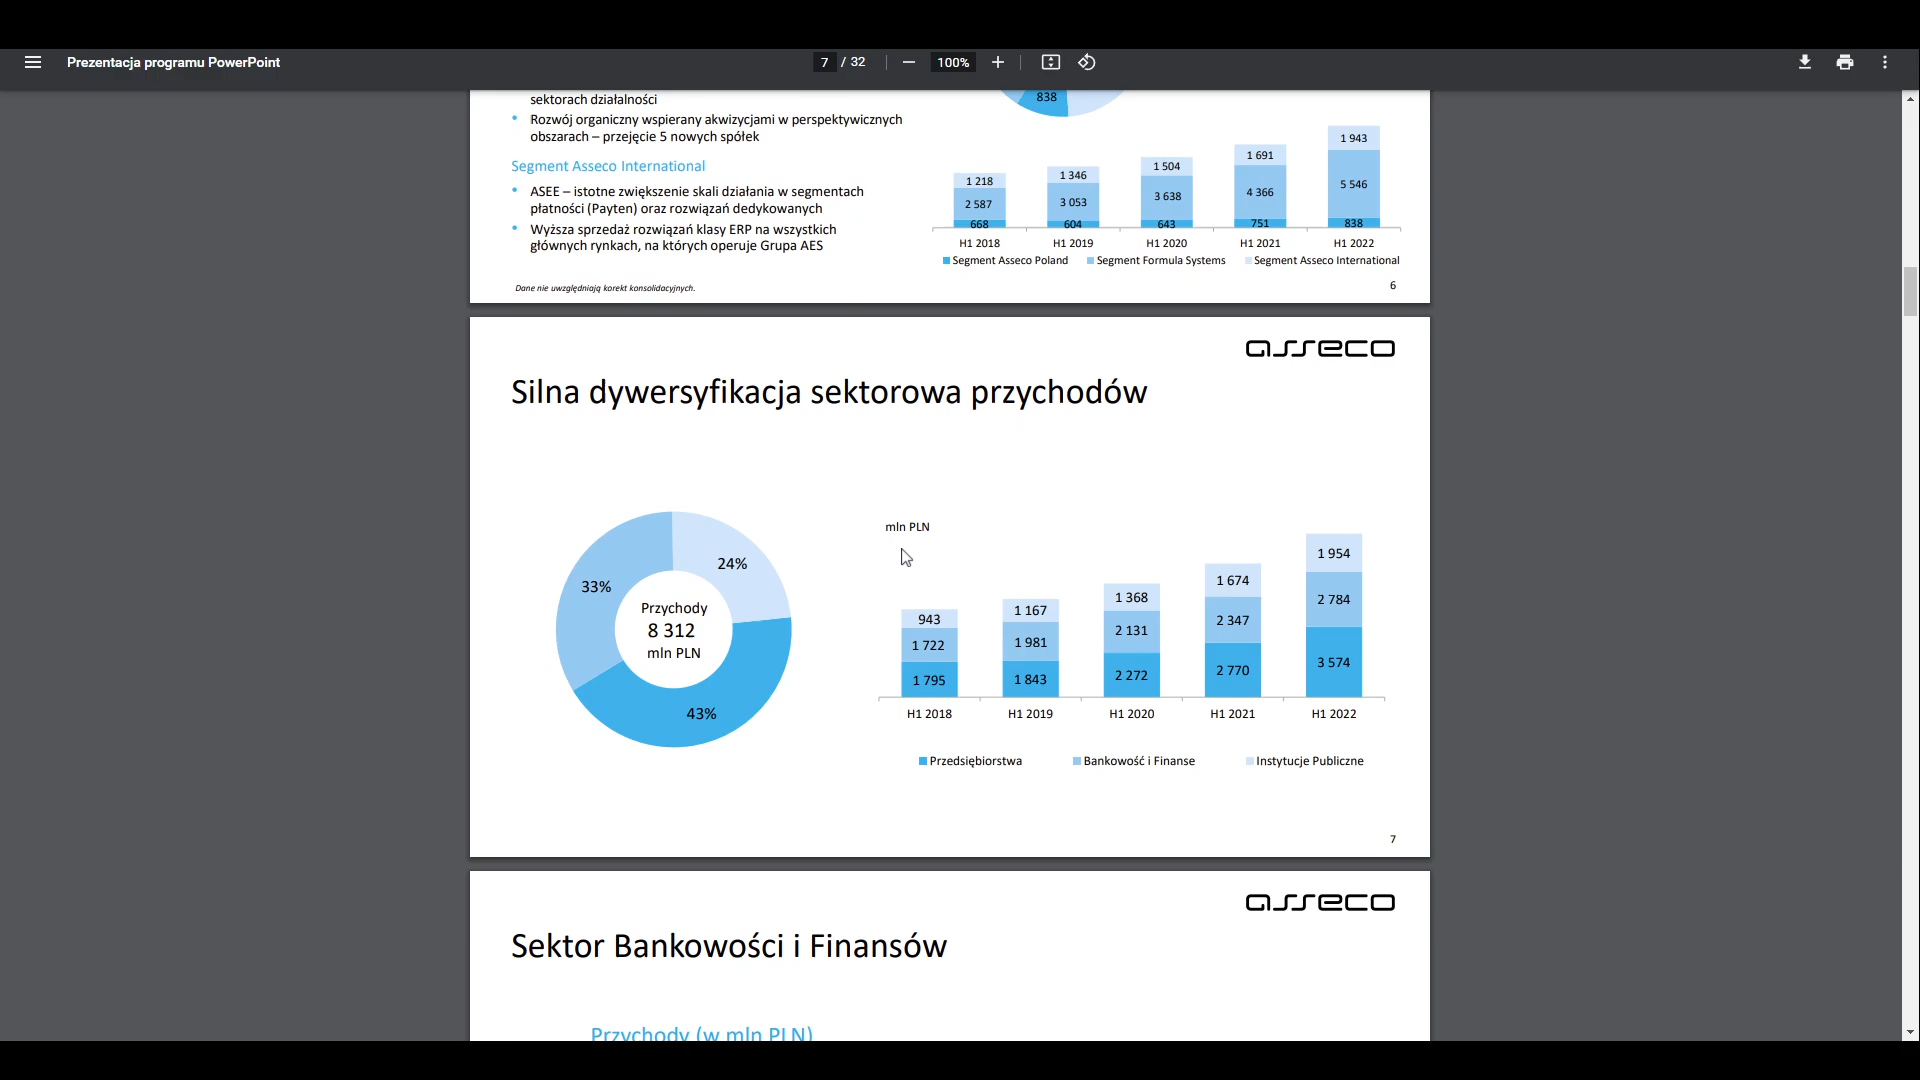 Prezentacja programu PowerPoint
7 / 32
100%
sektorach działalności
• Rozwój organiczny wspierany akwizycjami w perspektywicznych
obszarach – przejęcie 5 nowych spółek
Segment Asseco International
• ASEE – istotne zwiększenie skali działania w segmentach
płatności (Payten) oraz rozwiązań dedykowanych
• Wyższa sprzedaż rozwiązań klasy ERP na wszystkich
głównych rynkach, na których operuje Grupa AES
Dane nie uwzględniają korekt konsolidacyjnych.
838
1 218
2 587
668
1 346
3 053
604
1 504
3 638
643
1 691
4 366
751
1 943
5 546
838
H1 2018 H1 2019 H1 2020 H1 2021 H1 2022
Segment Asseco Poland Segment Formula Systems Segment Asseco International
6
asseco
Silna dywersyfikacja sektorowa przychodów
24%
33%
43%
Przychody
8 312
mln PLN
mln PLN
943
1 722
1 795
1 167
1 981
1 843
1 368
2 131
2 272
1 674
2 347
2 770
1 954
2 784
3 574
H1 2018 H1 2019 H1 2020 H1 2021 H1 2022
Przedsiębiorstwa Bankowość i Finanse Instytucje Publiczne
7
asseco
Sektor Bankowości i Finansów
Przychody (w mln PLN)